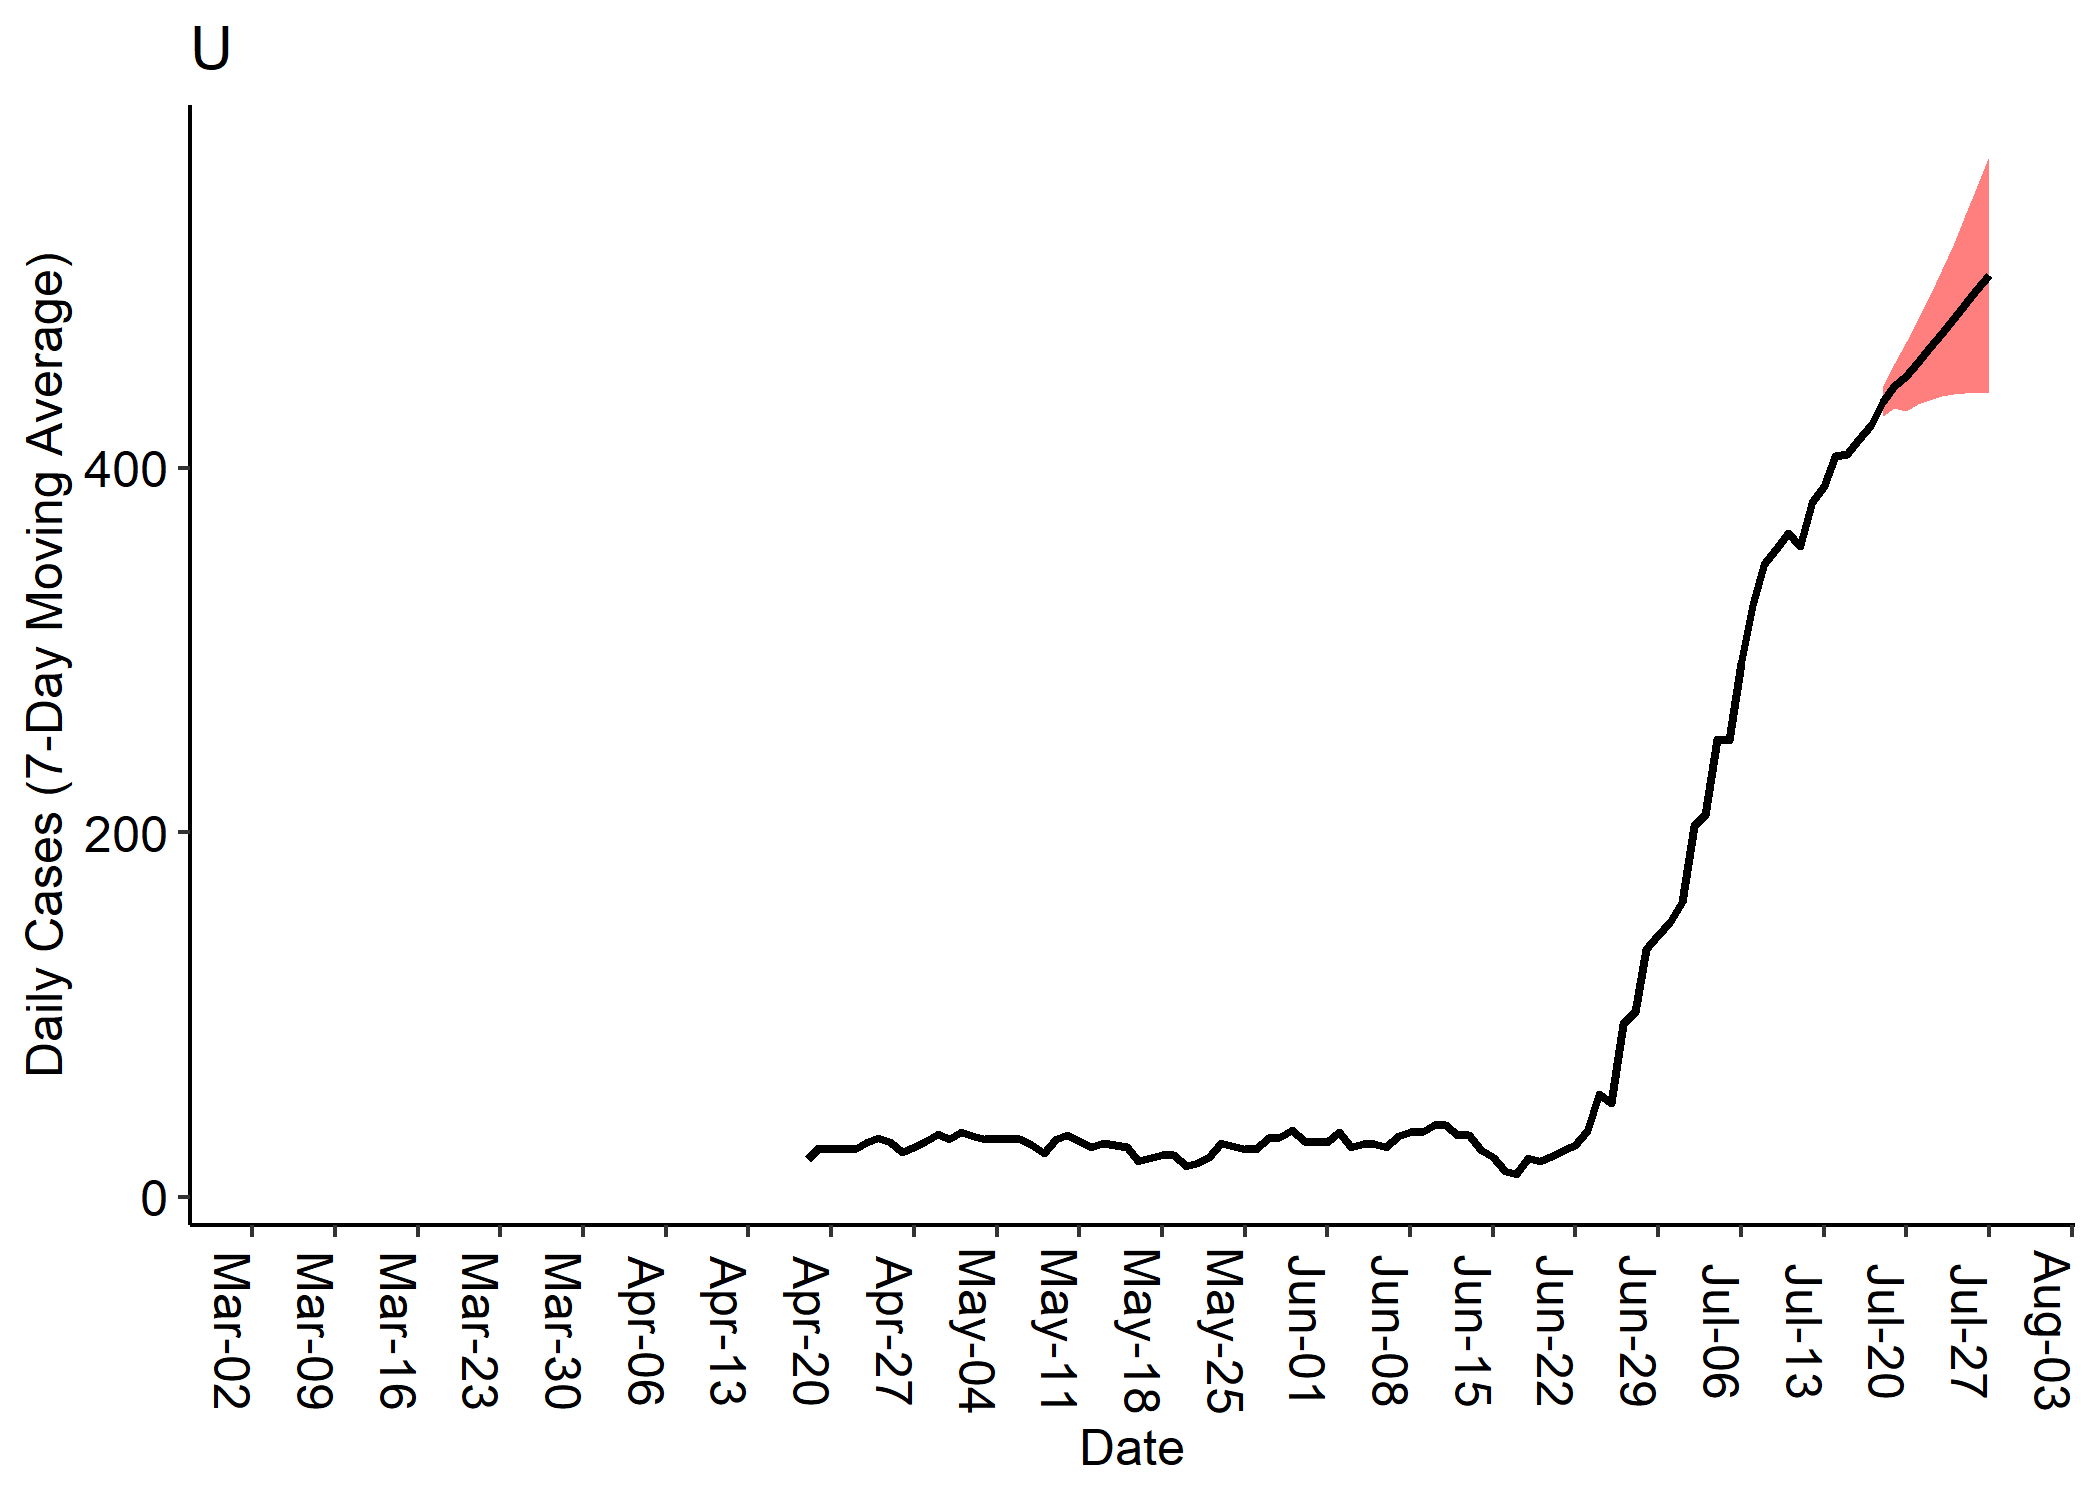 U
Daily Cases (7-Day Moving Average)
400
200
0
Mar-02
Mar-09
Mar-16
Mar-23
Mar-30
Apr-06
Apr-13
Apr-20
Apr-27
May-04
May-11
May-18
May-25
Jun-01
Jun-08
Jun-15
Jun-22
Jun-29
Jul-06
Jul-13
Jul-20
Jul-27
Aug-03
Date